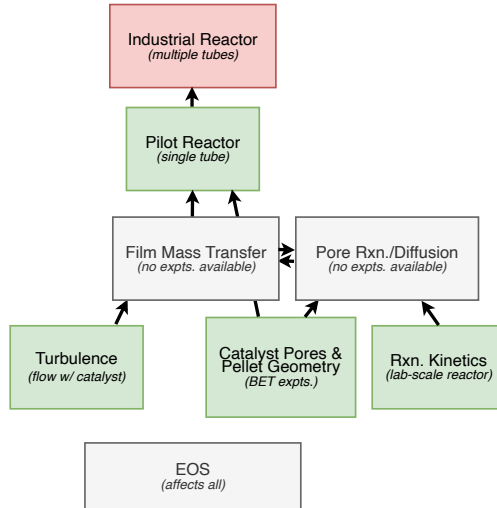 Industrial Reactor
(multiple tubes)
Pilot Reactor
(single tube)
Film Mass Transfer
(no expts. available)
Pore Rxn./Diffusion
(no expts. available)
Turbulence
(flow w/ catalyst)
Catalyst Pores &
Pellet Geometry
(BET expts.)
Rxn. Kinetics
(lab-scale reactor)
EOS
(affects all)